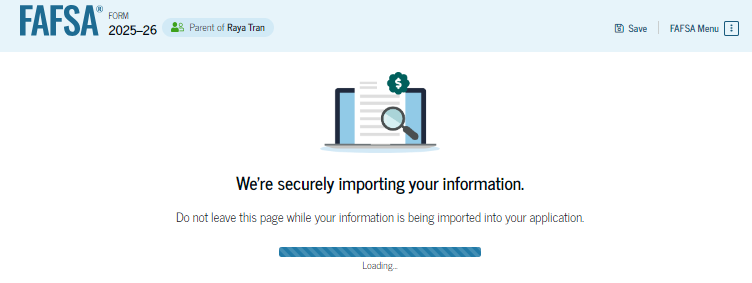 FAFSA® FORM
2025–26
Parent of Raya Tran
Save
FAFSA Menu
$
We're securely importing your information.
Do not leave this page while your information is being imported into your application.
Loading...